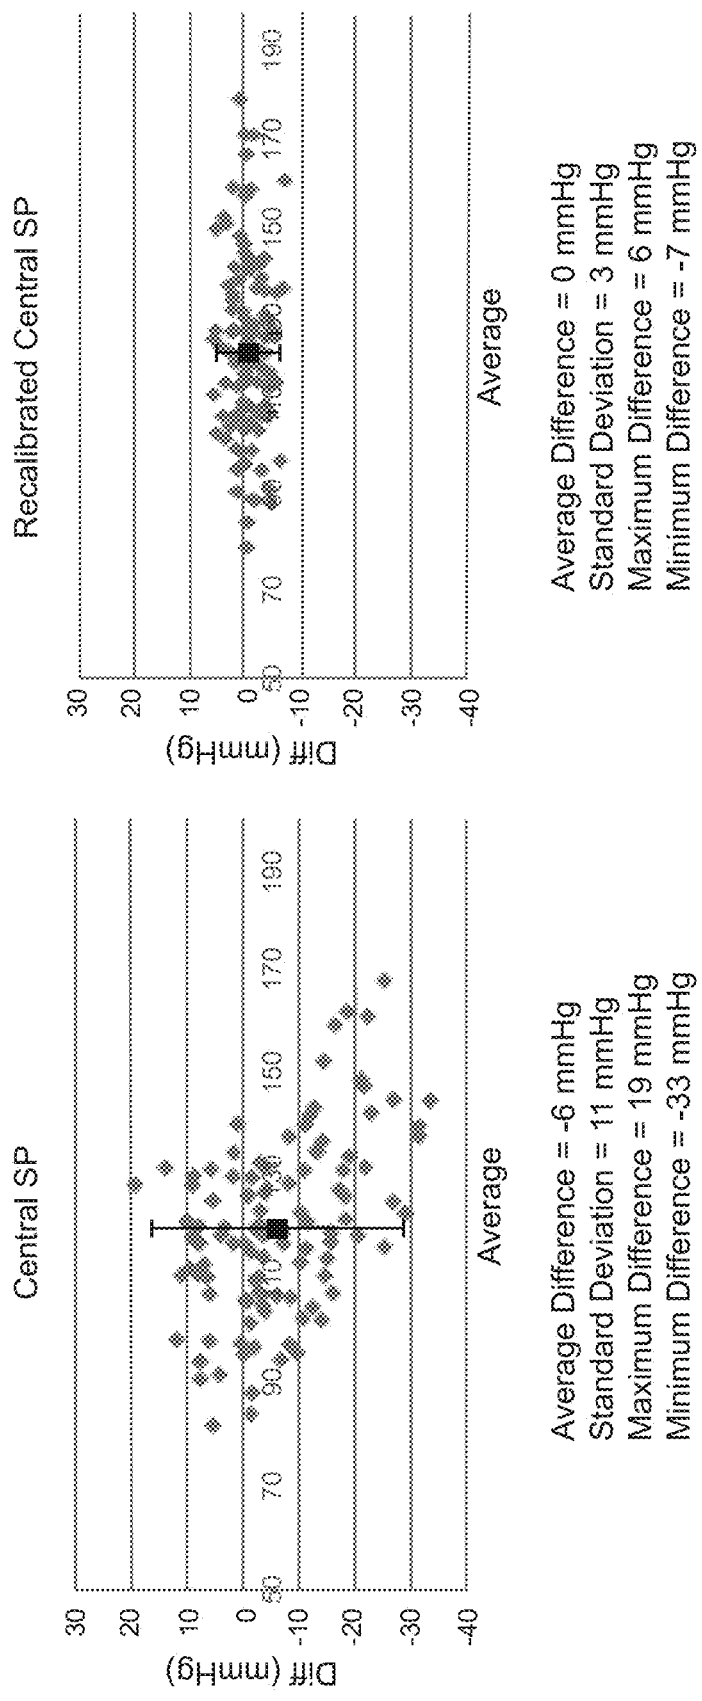 Central SP
Diff (mmHg)
30
20
10
0
-10
-20
-30
-40
50
70
90
110
130
150
170
190
Average
Average Difference = -6 mmHg
Standard Deviation = 11 mmHg
Maximum Difference = 19 mmHg
Minimum Difference = -33 mmHg
Recalibrated Central SP
Diff (mmHg)
30
20
10
0
-10
-20
-30
-40
50
70
150
170
190
Average
Average Difference = 0 mmHg
Standard Deviation = 3 mmHg
Maximum Difference = 6 mmHg
Minimum Difference = -7 mmHg